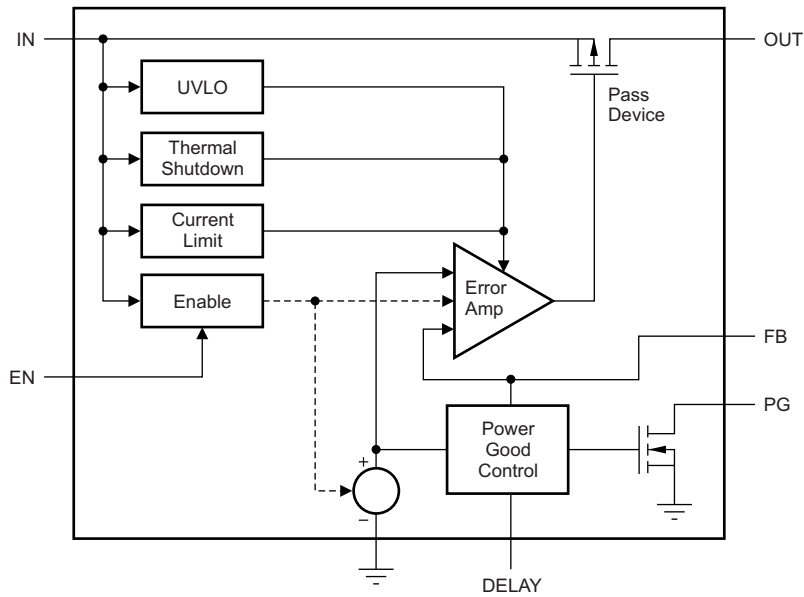 IN
OUT
UVLO
Pass
Device
Thermal
Shutdown
Current
Limit
Error
Amp
Enable
FB
EN
PG
Power
Good
Control
+
–
DELAY